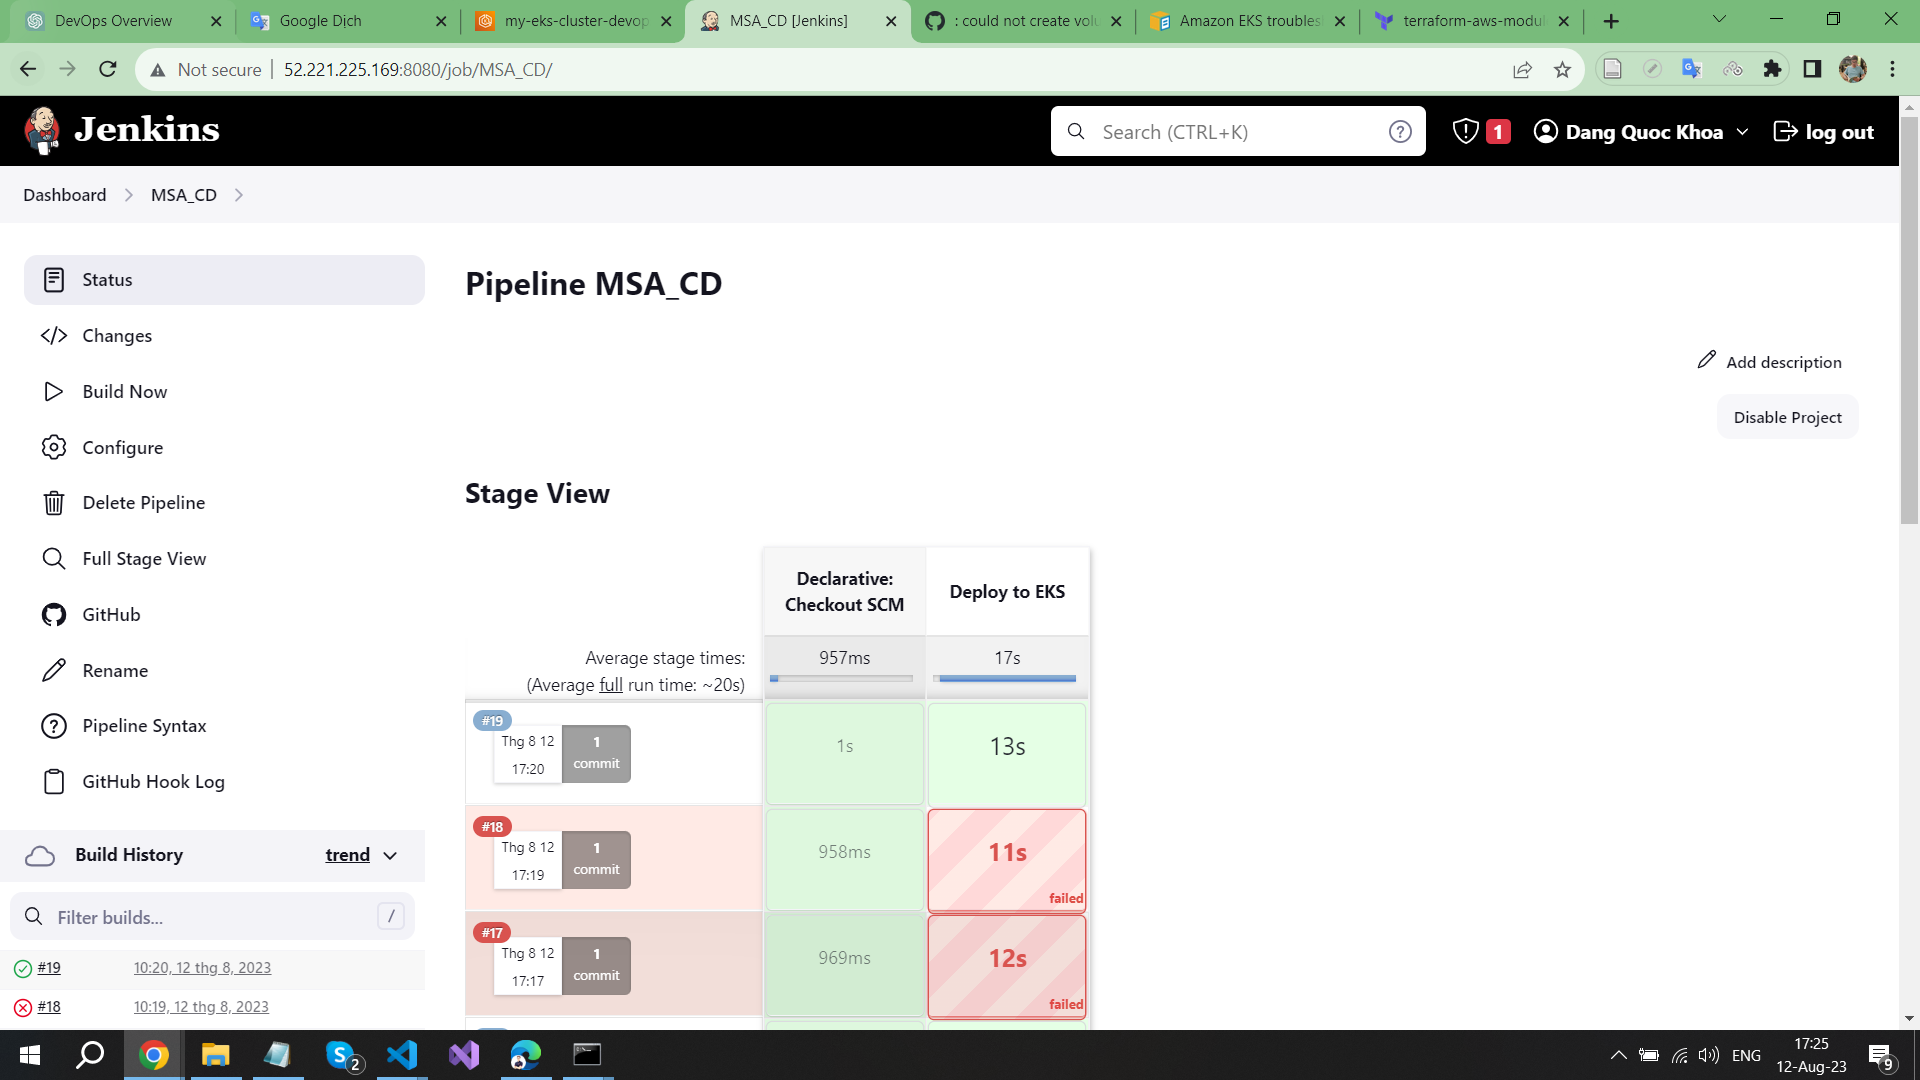 DevOps Overview
Google Dịch
my-eks-cluster-devop
MSA_CD [Jenkins]
: could not create volu
Amazon EKS troubles
terraform-aws-modul
Not secure
52.221.225.169:8080/job/MSA_CD/
Jenkins
Search (CTRL+K)
1
Dang Quoc Khoa
log out
Dashboard
MSA_CD
Status
Changes
Build Now
Configure
Delete Pipeline
Full Stage View
GitHub
Rename
Pipeline Syntax
GitHub Hook Log
Build History
trend
Filter builds...
/
#19
10:20, 12 thg 8, 2023
#18
10:19, 12 thg 8, 2023
Pipeline MSA_CD
Add description
Disable Project
Stage View
Declarative:
Checkout SCM
Deploy to EKS
Average stage times:
(Average full run time: ~20s)
957ms
17s
#19
Thg 8 12
17:20
1
commit
1s
13s
#18
Thg 8 12
17:19
1
commit
958ms
11s
failed
#17
Thg 8 12
17:17
1
commit
969ms
12s
failed
2
ENG
17:25
12-Aug-23
9